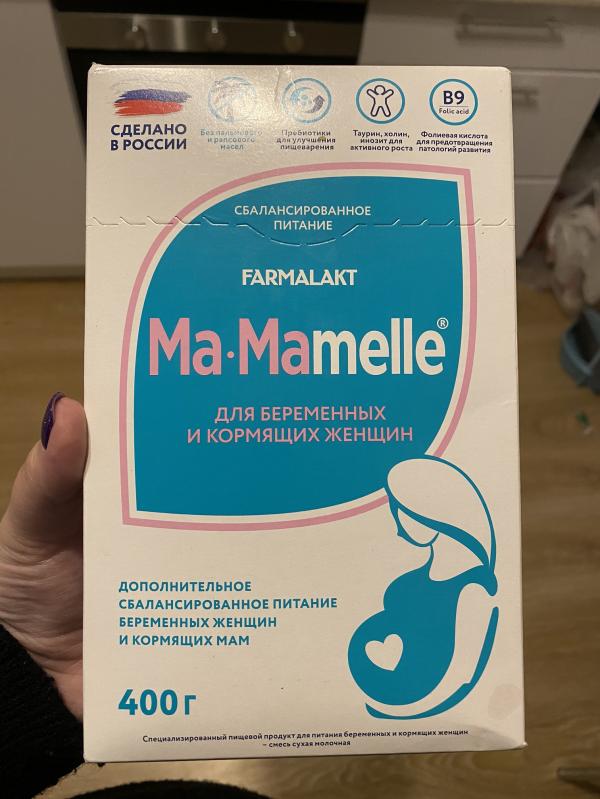 СДЕЛАНО
В РОССИИ
Без пальмового
и рапсового
масел
Пребиотики
для улучшения
пищеварения
Таурин, холин,
инозит для
активного роста
B9
Folic acid
Фолиевая кислота
для предотвращения
патологий развития
СБАЛАНСИРОВАННОЕ
ПИТАНИЕ
FARMALAKT
Ma·Mamelle®
ДЛЯ БЕРЕМЕННЫХ
И КОРМЯЩИХ ЖЕНЩИН
ДОПОЛНИТЕЛЬНОЕ
СБАЛАНСИРОВАННОЕ ПИТАНИЕ
БЕРЕМЕННЫХ ЖЕНЩИН
И КОРМЯЩИХ МАМ
400 г
Специализированный пищевой продукт для питания беременных и кормящих женщин
– смесь сухая молочная